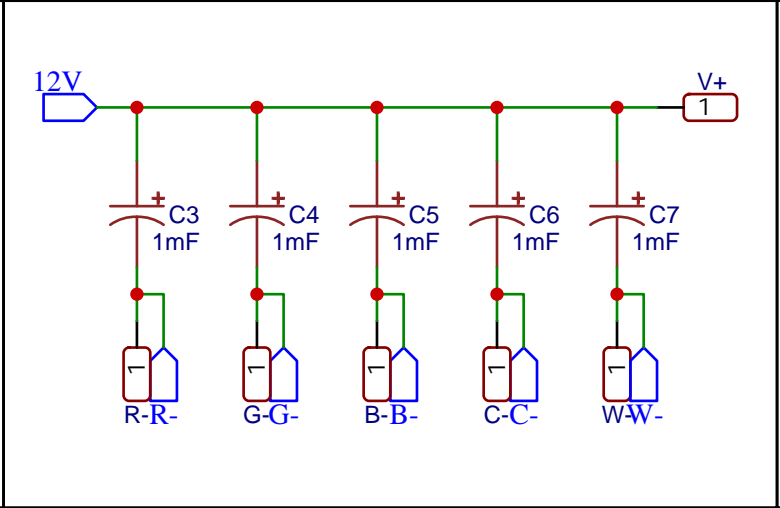 12V
V+
1
+ + + + +
C3 C4 C5 C6 C7
1mF 1mF 1mF 1mF 1mF
1 1 1 1 1
R- R- G- G- B- B- C- C- W- W-